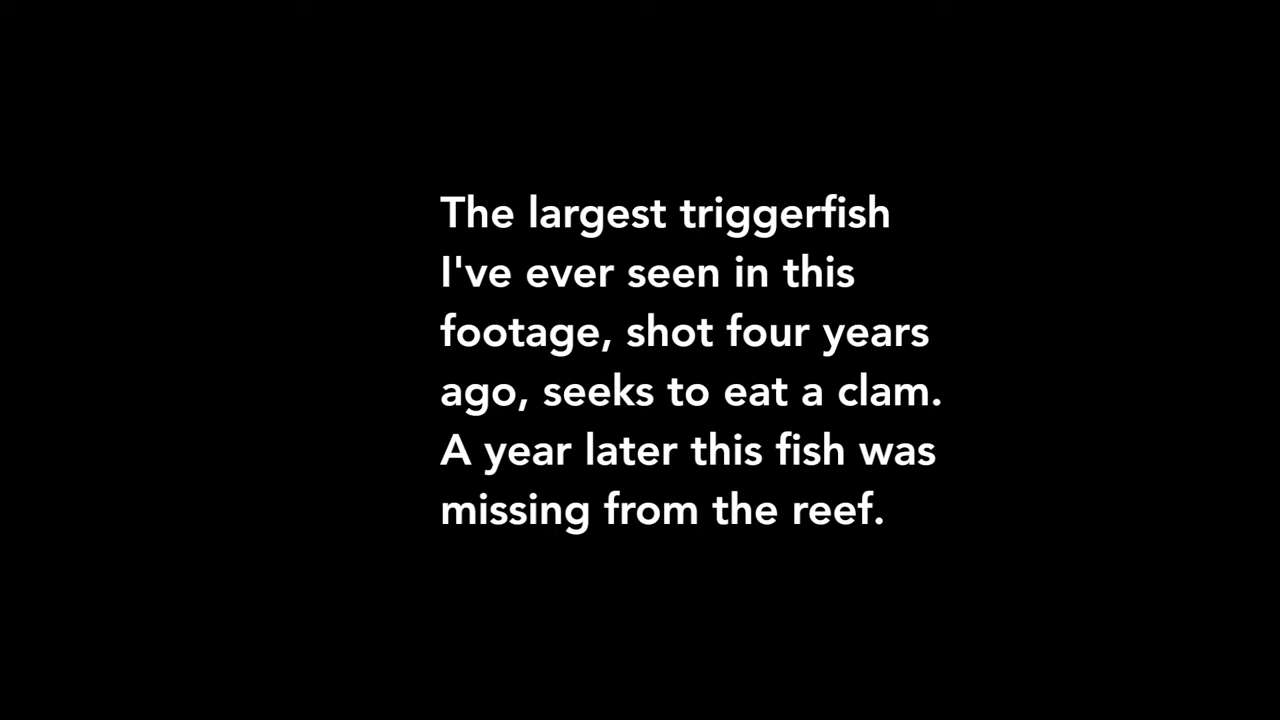 The largest triggerfish
I've ever seen in this
footage, shot four years
ago, seeks to eat a clam.
A year later this fish was
missing from the reef.